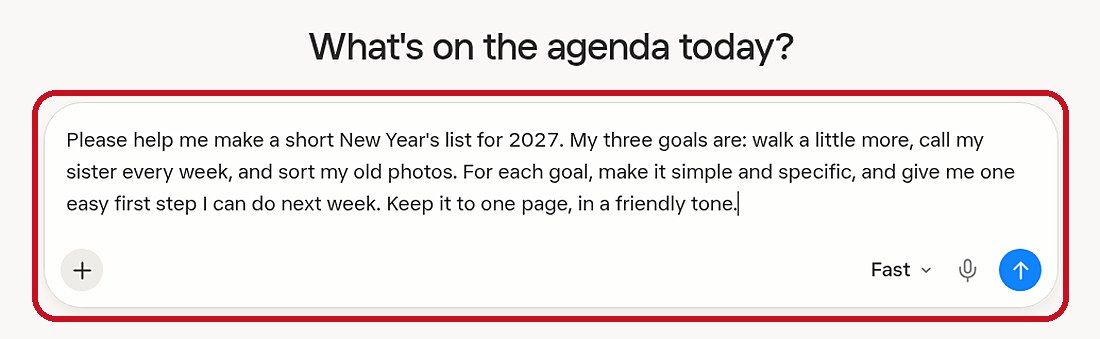 What's on the agenda today?
Please help me make a short New Year's list for 2027. My three goals are: walk a little more, call my
sister every week, and sort my old photos. For each goal, make it simple and specific, and give me one
easy first step I can do next week. Keep it to one page, in a friendly tone.
Fast